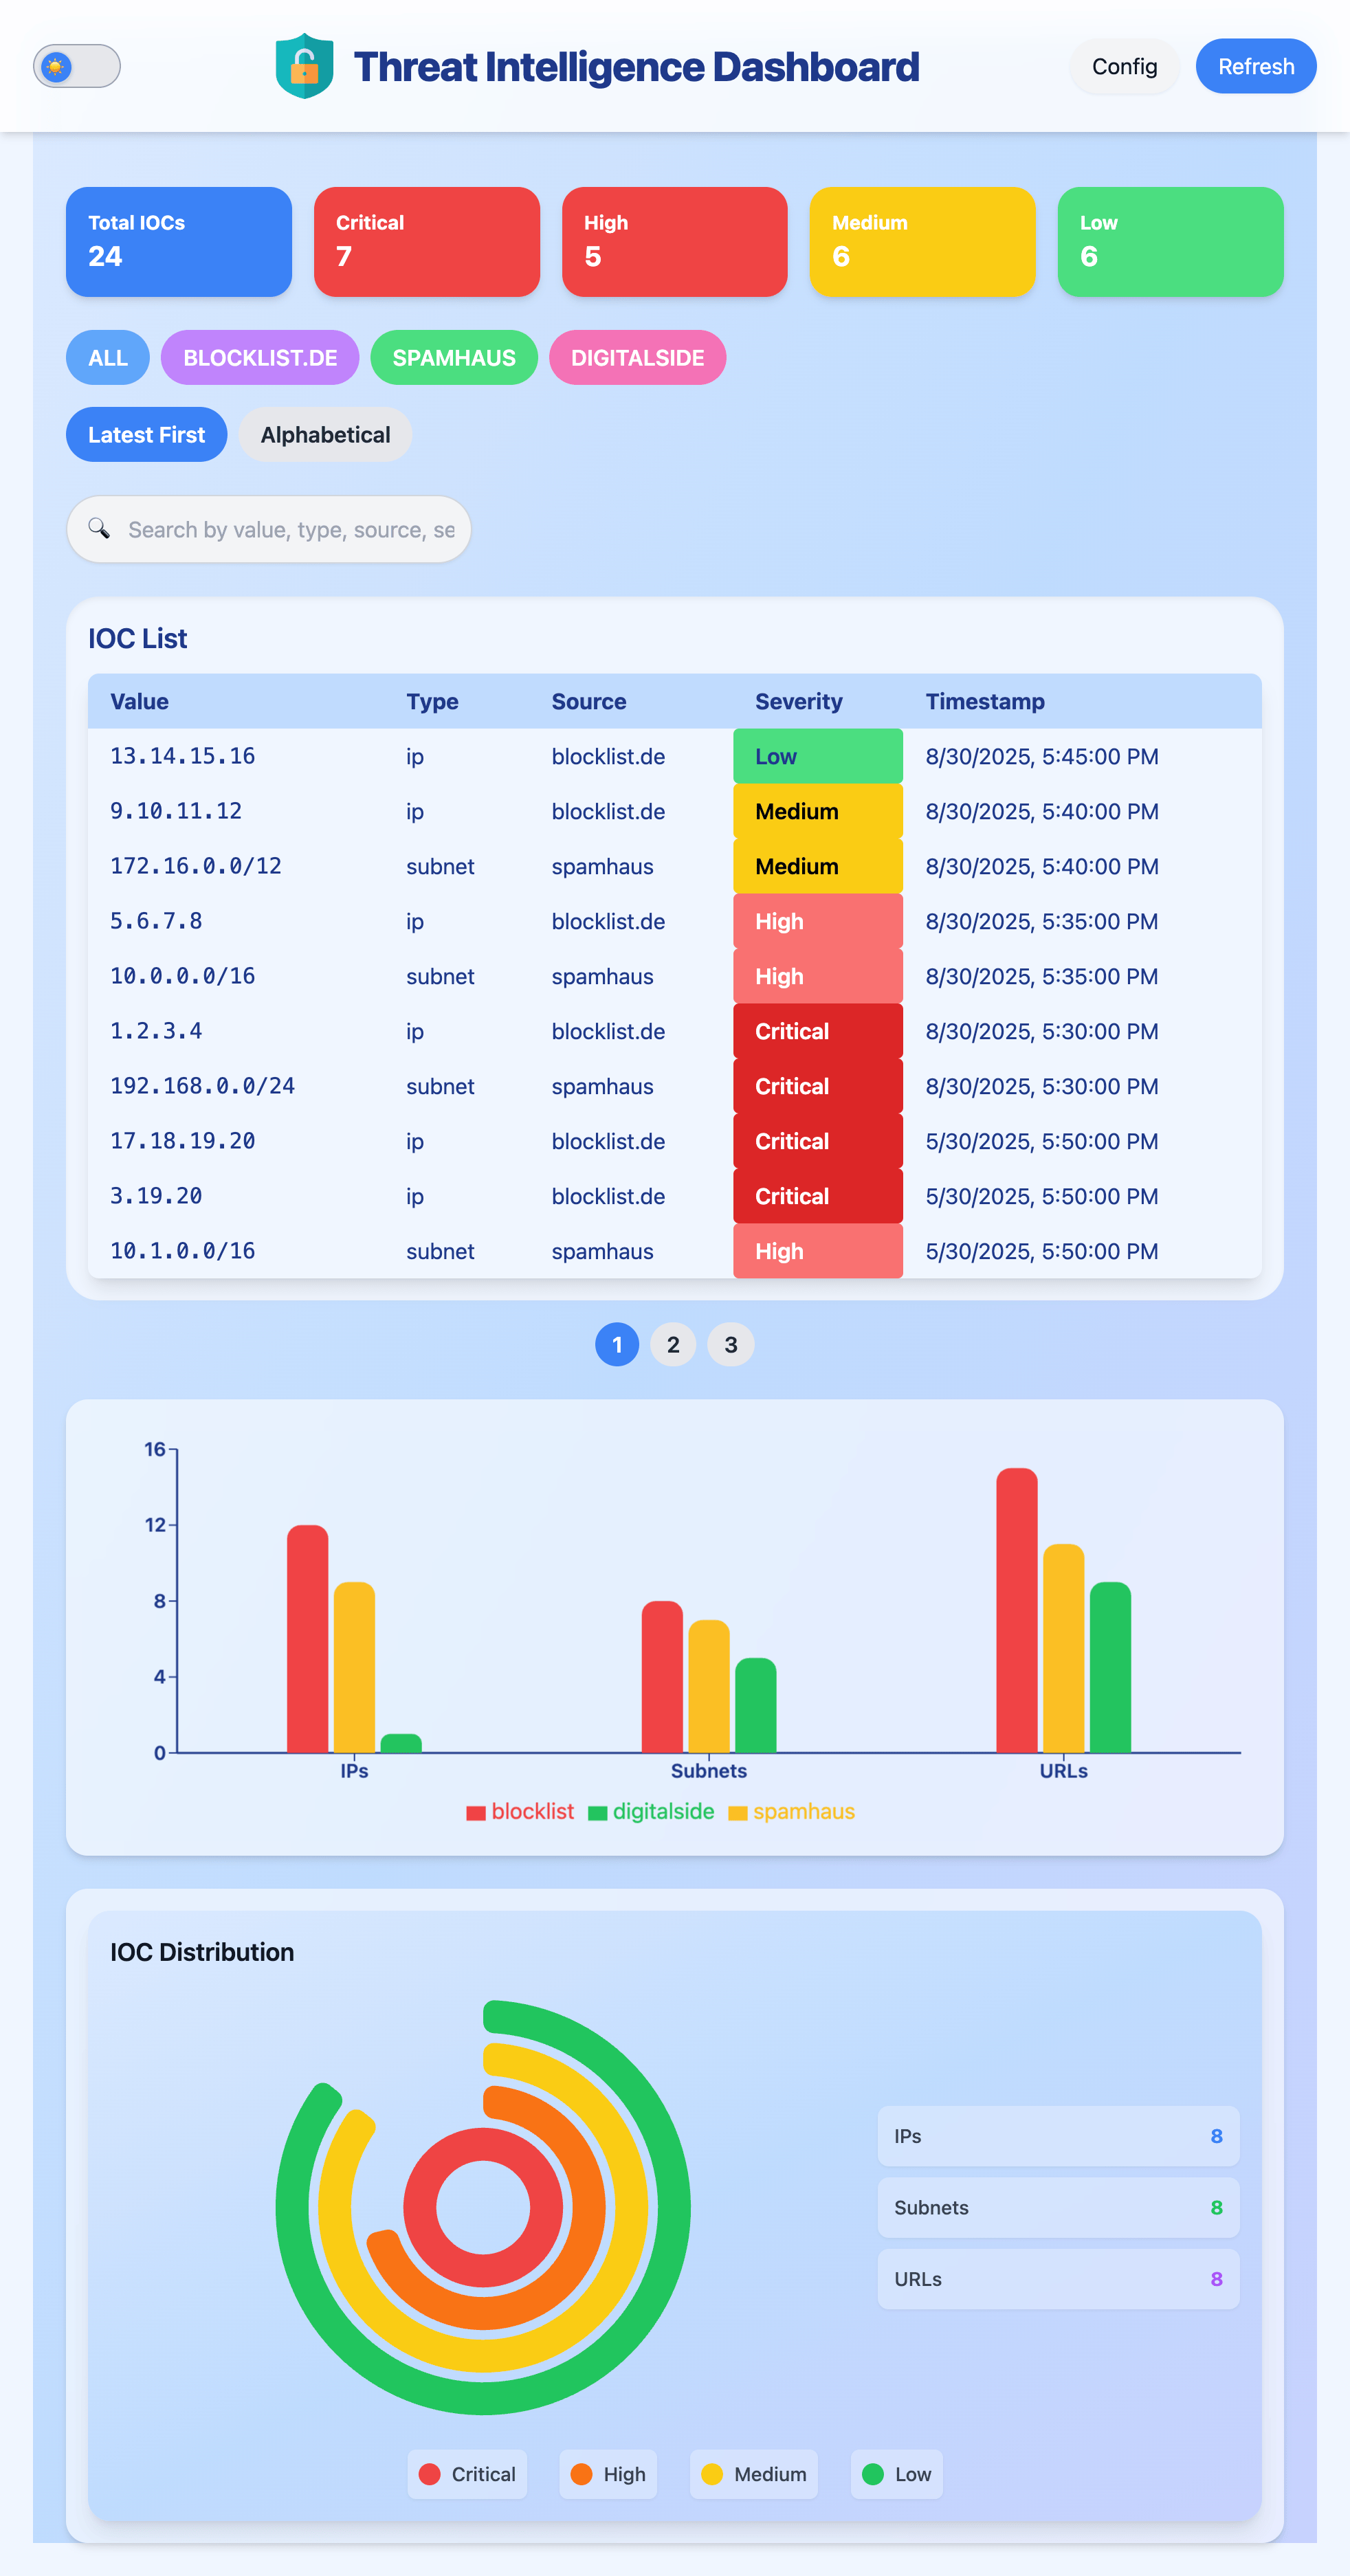 Threat Intelligence Dashboard
Config
Refresh
Total IOCs
24
Critical
7
High
5
Medium
6
Low
6
ALL
BLOCKLIST.DE
SPAMHAUS
DIGITALSIDE
Latest First
Alphabetical
Search by value, type, source, se
IOC List
Value Type Source Severity Timestamp
13.14.15.16 ip blocklist.de Low 8/30/2025, 5:45:00 PM
9.10.11.12 ip blocklist.de Medium 8/30/2025, 5:40:00 PM
172.16.0.0/12 subnet spamhaus Medium 8/30/2025, 5:40:00 PM
5.6.7.8 ip blocklist.de High 8/30/2025, 5:35:00 PM
10.0.0.0/16 subnet spamhaus High 8/30/2025, 5:35:00 PM
1.2.3.4 ip blocklist.de Critical 8/30/2025, 5:30:00 PM
192.168.0.0/24 subnet spamhaus Critical 8/30/2025, 5:30:00 PM
17.18.19.20 ip blocklist.de Critical 5/30/2025, 5:50:00 PM
3.19.20 ip blocklist.de Critical 5/30/2025, 5:50:00 PM
10.1.0.0/16 subnet spamhaus High 5/30/2025, 5:50:00 PM
1 2 3
16
12
8
4
0
IPs Subnets URLs
blocklist digitalside spamhaus
IOC Distribution
IPs 8
Subnets 8
URLs 8
Critical High Medium Low